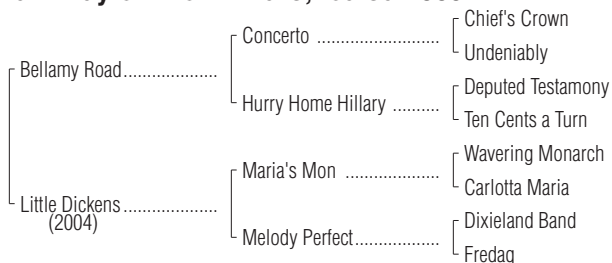 Chief's Crown
Concerto ..................
Undeniably
Bellamy Road....................
Deputed Testamony
Hurry Home Hillary ..........
Ten Cents a Turn
Wavering Monarch
Maria's Mon ..................
Carlotta Maria
Little Dickens....................
(2004)
Dixieland Band
Melody Perfect..................
Fredaq